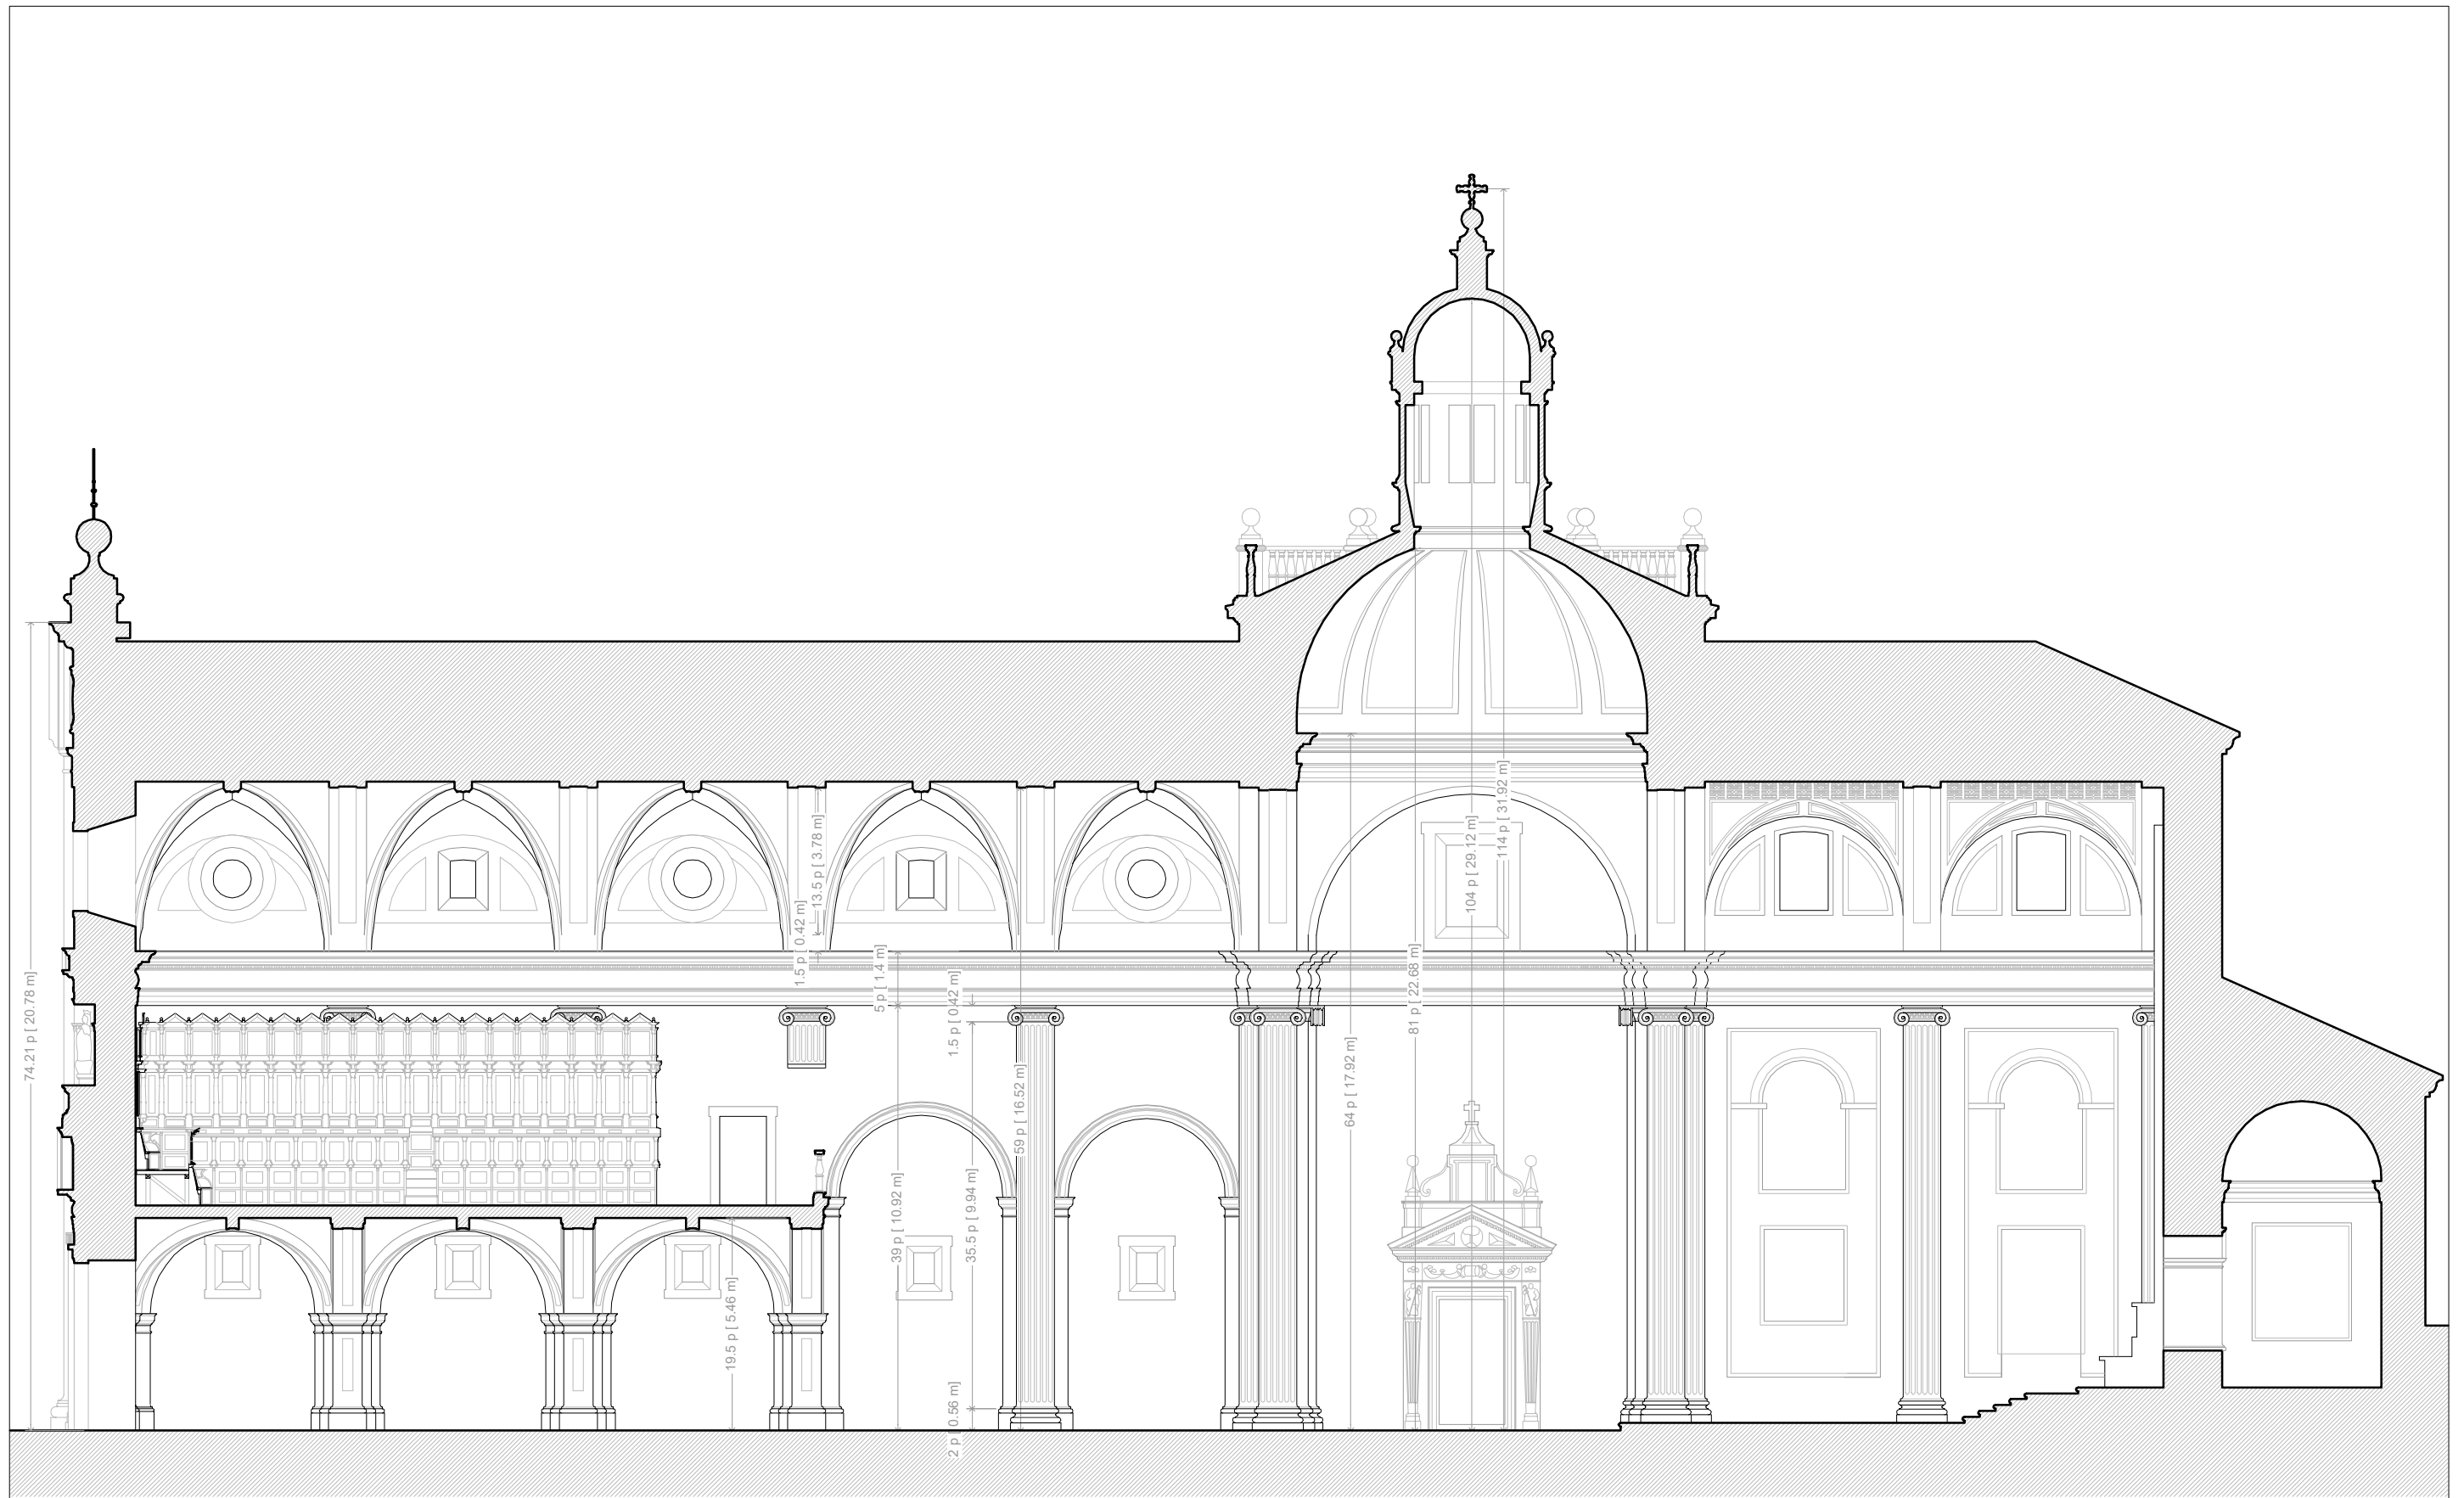 74.21 p [ 20.78 m]
19.5 p [ 5.46 m]
1.5 p [ 0.42 m]
13.5 p [ 3.78 m]
5 p [ 1.4 m]
39 p [ 10.92 m]
1.5 p [ 0.42 m]
2 p [ 0.56 m]
35.5 p [ 9.94 m]
59 p [ 16.52 m]
64 p [ 17.92 m]
81 p [ 22.68 m]
104 p [ 29.12 m]
114 p [ 31.92 m]